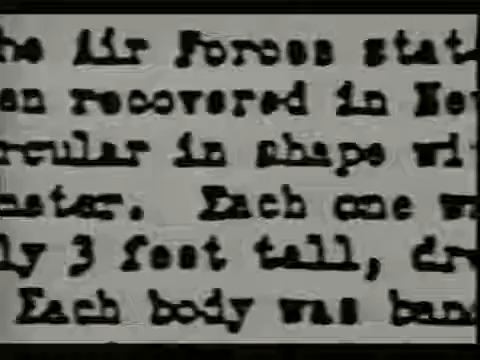 he Air Forces stat
en recovered in Ne
rcular in shape wi
meter. Each one w
ly 3 feet tall, dr
Each body was ban